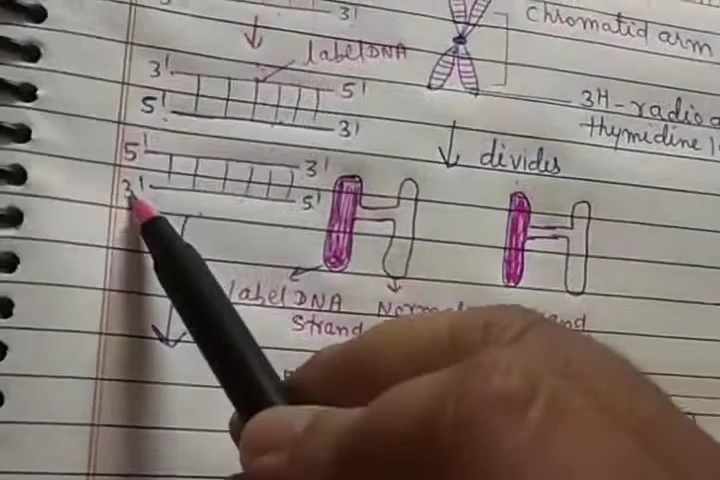 3'
Chromatid arm
label DNA
3' 5'
5' 3'
3H - radio
thymidine
5' 3'
3' 5'
divides
label DNA
Strand